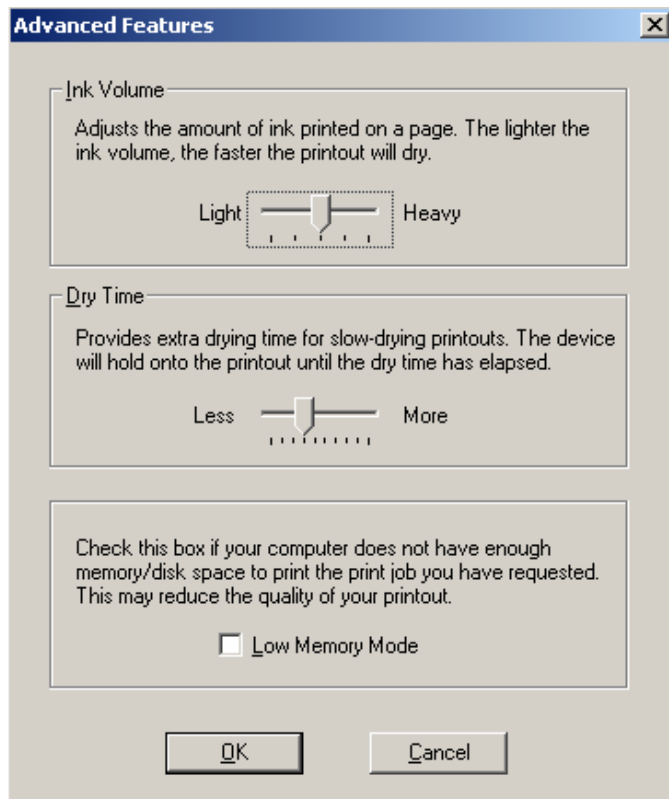 Advanced Features
Ink Volume
Adjusts the amount of ink printed on a page. The lighter the
ink volume, the faster the printout will dry.
Light Heavy
Dry Time
Provides extra drying time for slow-drying printouts. The device
will hold onto the printout until the dry time has elapsed.
Less More
Check this box if your computer does not have enough
memory/disk space to print the print job you have requested.
This may reduce the quality of your printout.
Low Memory Mode
OK Cancel